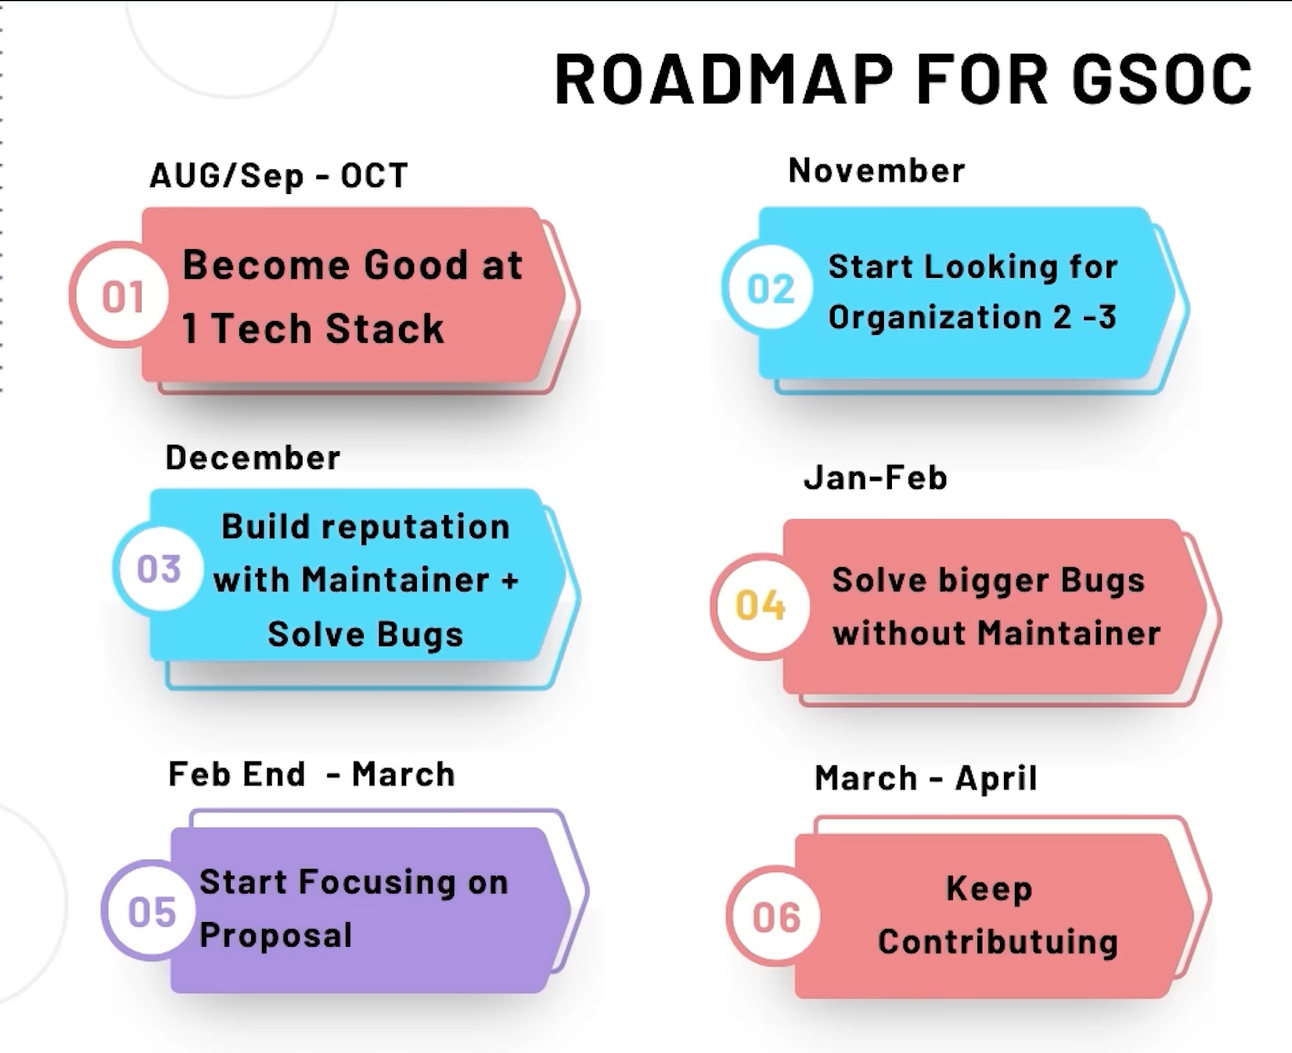 ROADMAP FOR GSOC
AUG/Sep - OCT
01
Become Good at
1 Tech Stack
November
02
Start Looking for
Organization 2 -3
December
03
Build reputation
with Maintainer +
Solve Bugs
Jan-Feb
04
Solve bigger Bugs
without Maintainer
Feb End - March
05
Start Focusing on
Proposal
March - April
06
Keep
Contributuing